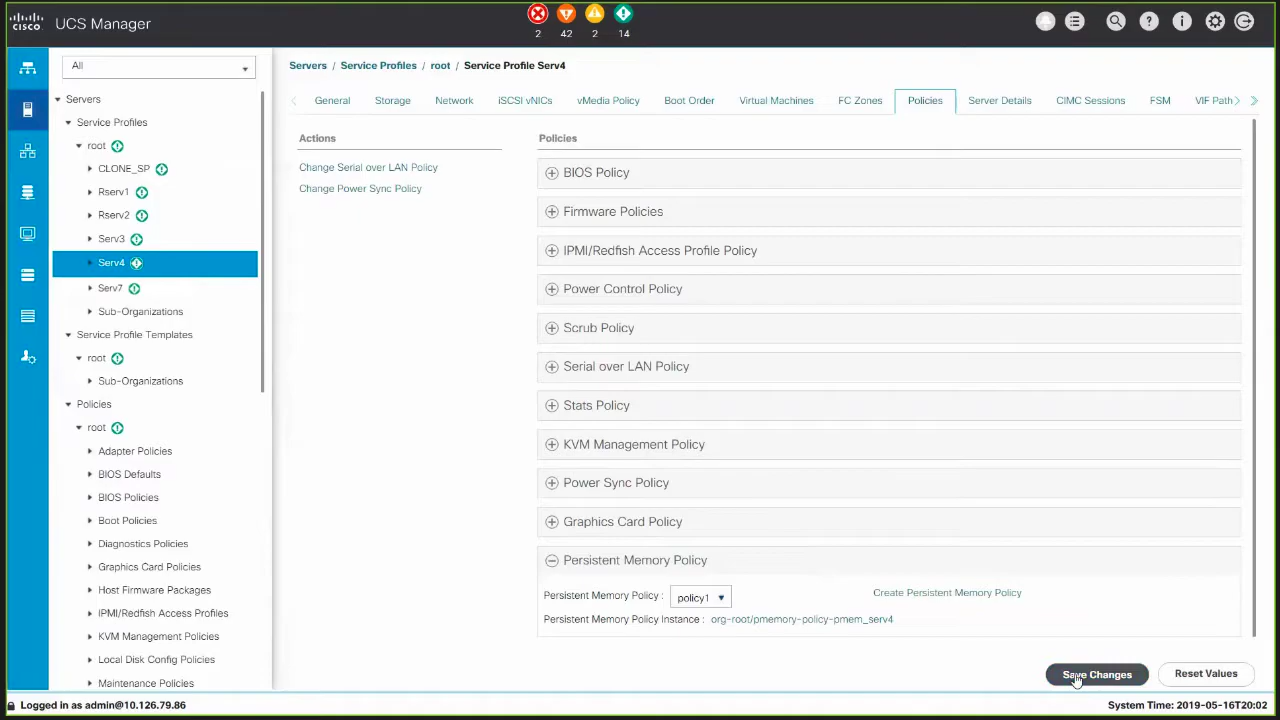 cisco
UCS Manager
2
42
2
14
All
Servers
Service Profiles
root
CLONE_SP
Rserv1
Rserv2
Serv3
Serv4
Serv7
Sub-Organizations
Service Profile Templates
root
Sub-Organizations
Policies
root
Adapter Policies
BIOS Defaults
BIOS Policies
Boot Policies
Diagnostics Policies
Graphics Card Policies
Host Firmware Packages
IPMI/Redfish Access Profiles
KVM Management Policies
Local Disk Config Policies
Maintenance Policies
Servers / Service Profiles / root / Service Profile Serv4
General Storage Network iSCSI vNICs vMedia Policy Boot Order Virtual Machines FC Zones Policies Server Details CIMC Sessions FSM VIF Path
Actions
Change Serial over LAN Policy
Change Power Sync Policy
Policies
BIOS Policy
Firmware Policies
IPMI/Redfish Access Profile Policy
Power Control Policy
Scrub Policy
Serial over LAN Policy
Stats Policy
KVM Management Policy
Power Sync Policy
Graphics Card Policy
Persistent Memory Policy
Persistent Memory Policy : policy1 Create Persistent Memory Policy
Persistent Memory Policy Instance : org-root/pmemory-policy-pmem_serv4
Save Changes Reset Values
Logged in as admin@10.126.79.86 System Time: 2019-05-16T20:02